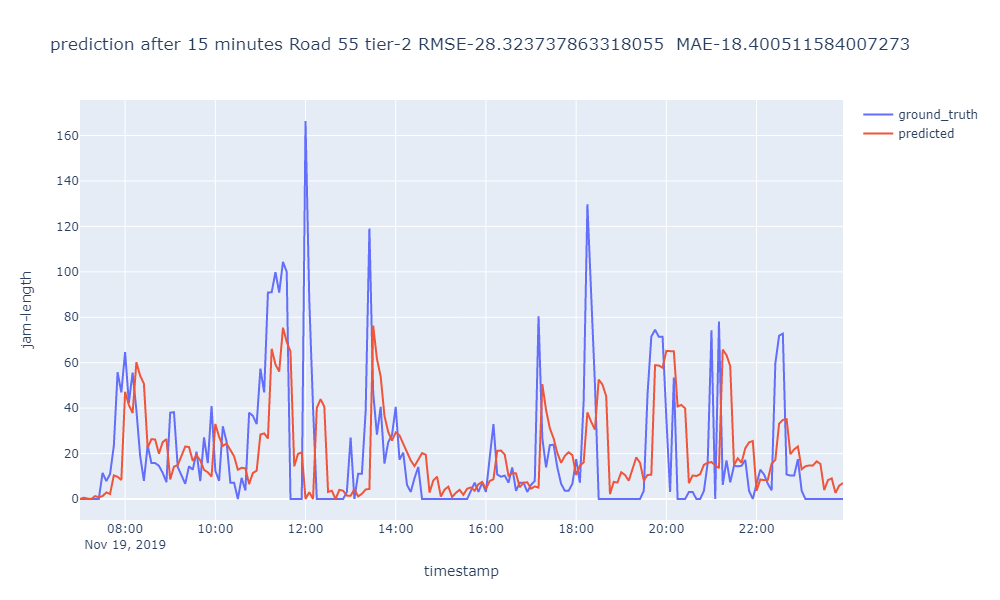 prediction after 15 minutes Road 55 tier-2 RMSE-28.323737863318055  MAE-18.400511584007273
ground_truth
predicted
160
140
120
100
80
60
40
20
0
jam-length
08:00 10:00 12:00 14:00 16:00 18:00 20:00 22:00
Nov 19, 2019
timestamp